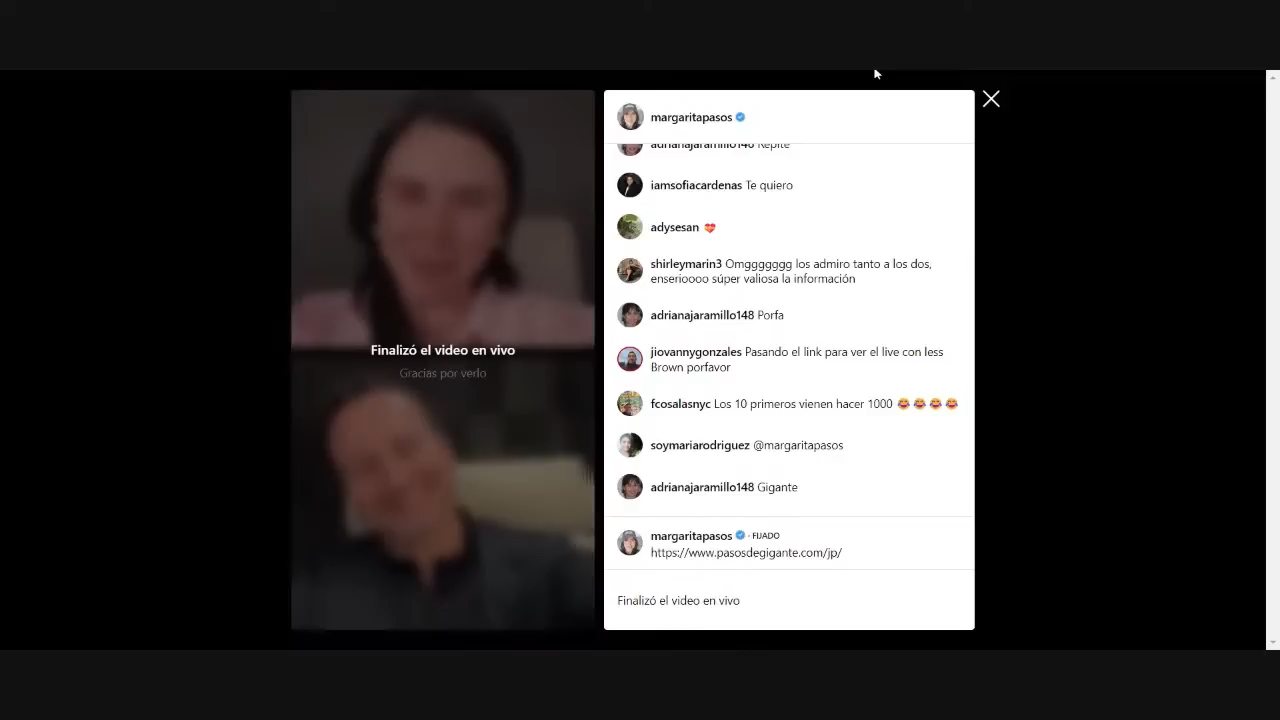 margaritapasos
adrianajaramillo148 Repite
iamsofiacardenas Te quiero
adysesan 💝
shirleymarin3 Omggggggg los admiro tanto a los dos,
enserioooo súper valiosa la información
adrianajaramillo148 Porfa
jiovannygonzales Pasando el link para ver el live con less
Brown porfavor
fcosalasnyc Los 10 primeros vienen hacer 1000 😂😂😂😂
soymariarodriguez @margaritapasos
adrianajaramillo148 Gigante
margaritapasos · FIJADO
https://www.pasosdegigante.com/jp/
Finalizó el video en vivo
Finalizó el video en vivo
Gracias por verlo